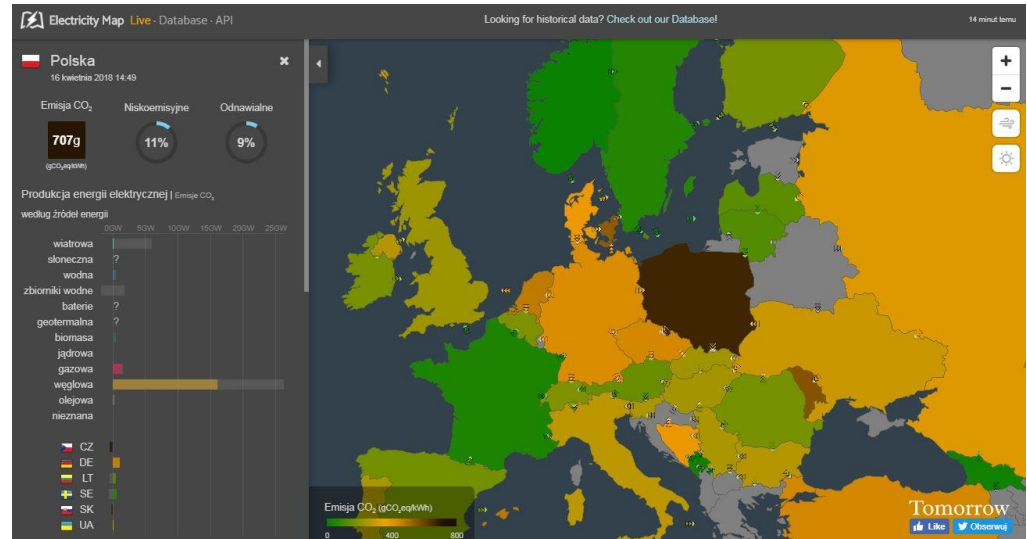 Electricity Map Live · Database · API
Looking for historical data? Check out our Database!
14 minut temu
Polska
16 kwietnia 2018 14:49
Emisja CO₂
Niskoemisyjne
Odnawialne
707g
11%
9%
(gCO₂eq/kWh)
Produkcja energii elektrycznej | Emisje CO₂
według źródeł energii
0GW 5GW 10GW 15GW 20GW 25GW
wiatrowa
słoneczna ?
wodna
zbiorniki wodne
baterie ?
geotermalna ?
biomasa
jądrowa
gazowa
węglowa
olejowa
nieznana
CZ
DE
LT
SE
SK
UA
Emisja CO₂ (gCO₂eq/kWh)
0 400 800
Tomorrow
Like Obserwuj